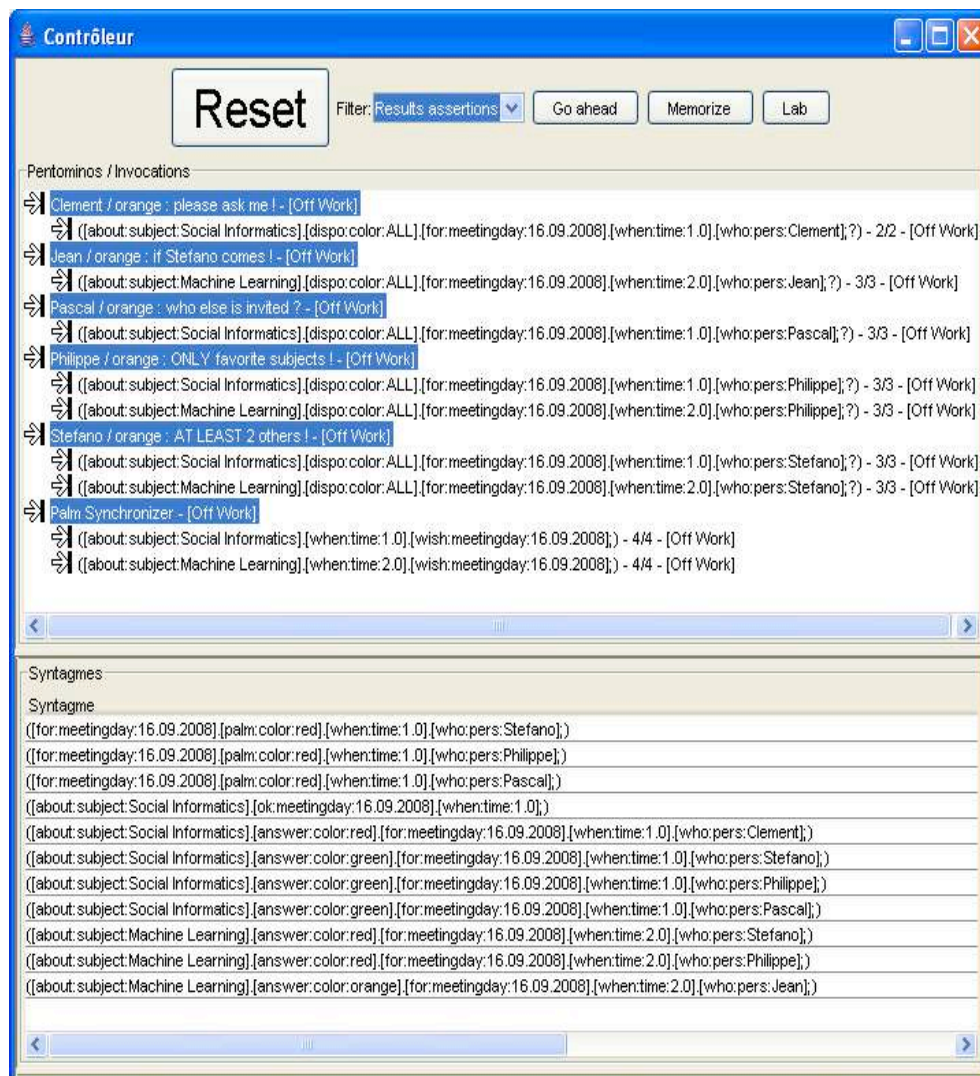 Contrôleur
Reset Filter: Results assertions Go ahead Memorize Lab
Pentominos / Invocations
Clement / orange : please ask me ! - [Off Work]
([about:subject:Social Informatics].[dispo:color:ALL].[for:meetingday:16.09.2008].[when:time:1.0].[who:pers:Clement];?) - 2/2 - [Off Work]
Jean / orange : if Stefano comes ! - [Off Work]
([about:subject:Machine Learning].[dispo:color:ALL].[for:meetingday:16.09.2008].[when:time:2.0].[who:pers:Jean];?) - 3/3 - [Off Work]
Pascal / orange : who else is invited ? - [Off Work]
([about:subject:Social Informatics].[dispo:color:ALL].[for:meetingday:16.09.2008].[when:time:1.0].[who:pers:Pascal];?) - 3/3 - [Off Work]
Philippe / orange : ONLY favorite subjects ! - [Off Work]
([about:subject:Social Informatics].[dispo:color:ALL].[for:meetingday:16.09.2008].[when:time:1.0].[who:pers:Philippe];?) - 3/3 - [Off Work]
([about:subject:Machine Learning].[dispo:color:ALL].[for:meetingday:16.09.2008].[when:time:2.0].[who:pers:Philippe];?) - 3/3 - [Off Work]
Stefano / orange : AT LEAST 2 others ! - [Off Work]
([about:subject:Social Informatics].[dispo:color:ALL].[for:meetingday:16.09.2008].[when:time:1.0].[who:pers:Stefano];?) - 3/3 - [Off Work]
([about:subject:Machine Learning].[dispo:color:ALL].[for:meetingday:16.09.2008].[when:time:2.0].[who:pers:Stefano];?) - 3/3 - [Off Work]
Palm Synchronizer - [Off Work]
([about:subject:Social Informatics].[when:time:1.0].[wish:meetingday:16.09.2008];) - 4/4 - [Off Work]
([about:subject:Machine Learning].[when:time:2.0].[wish:meetingday:16.09.2008];) - 4/4 - [Off Work]
Syntagmes
Syntagme
([for:meetingday:16.09.2008].[palm:color:red].[when:time:1.0].[who:pers:Stefano];)
([for:meetingday:16.09.2008].[palm:color:red].[when:time:1.0].[who:pers:Philippe];)
([for:meetingday:16.09.2008].[palm:color:red].[when:time:1.0].[who:pers:Pascal];)
([about:subject:Social Informatics].[ok:meetingday:16.09.2008].[when:time:1.0];)
([about:subject:Social Informatics].[answer:color:red].[for:meetingday:16.09.2008].[when:time:1.0].[who:pers:Clement];)
([about:subject:Social Informatics].[answer:color:green].[for:meetingday:16.09.2008].[when:time:1.0].[who:pers:Stefano];)
([about:subject:Social Informatics].[answer:color:green].[for:meetingday:16.09.2008].[when:time:1.0].[who:pers:Philippe];)
([about:subject:Social Informatics].[answer:color:green].[for:meetingday:16.09.2008].[when:time:1.0].[who:pers:Pascal];)
([about:subject:Machine Learning].[answer:color:red].[for:meetingday:16.09.2008].[when:time:2.0].[who:pers:Stefano];)
([about:subject:Machine Learning].[answer:color:red].[for:meetingday:16.09.2008].[when:time:2.0].[who:pers:Philippe];)
([about:subject:Machine Learning].[answer:color:orange].[for:meetingday:16.09.2008].[when:time:2.0].[who:pers:Jean];)